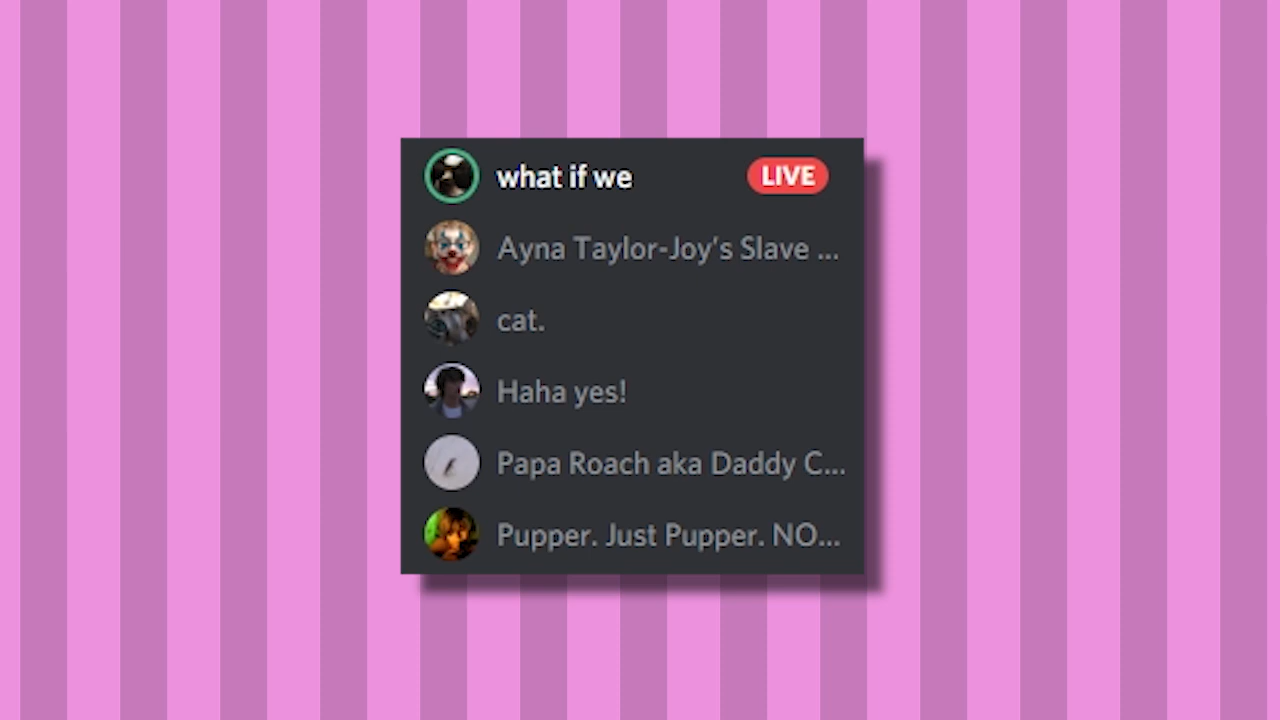 what if we LIVE
Ayna Taylor-Joy’s Slave ...
cat.
Haha yes!
Papa Roach aka Daddy C...
Pupper. Just Pupper. NO...